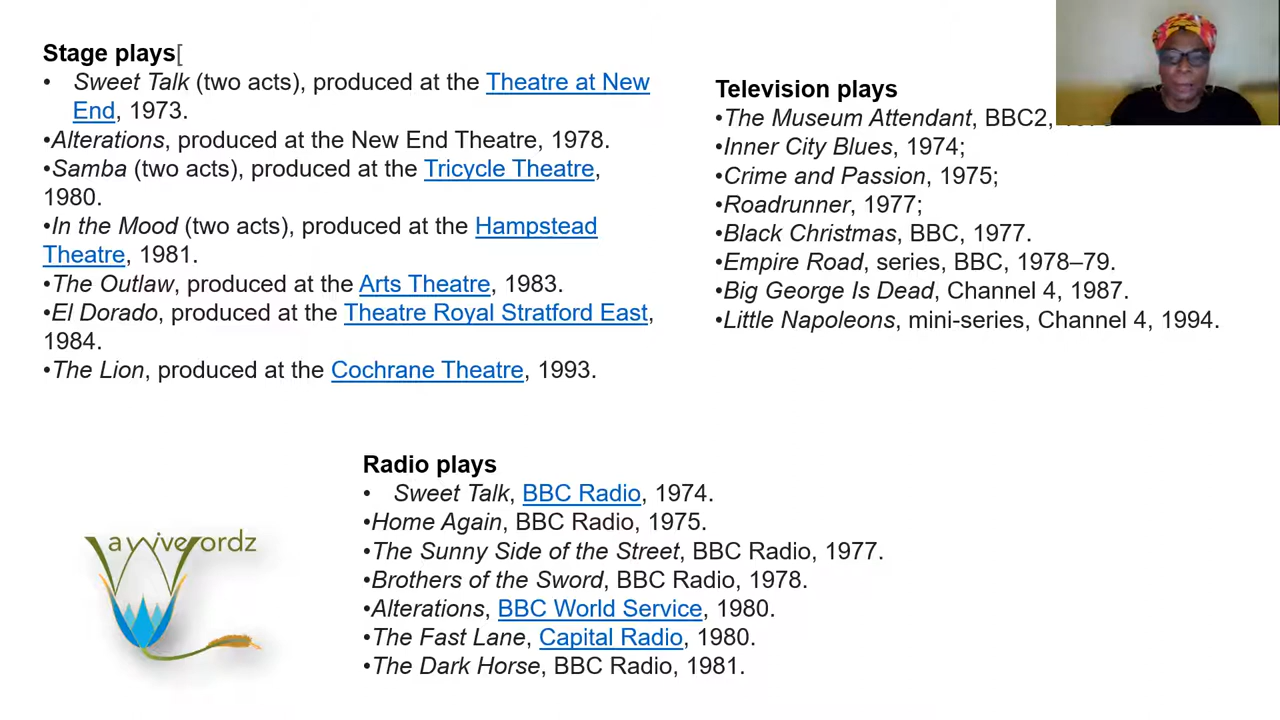 Stage plays[
• Sweet Talk (two acts), produced at the Theatre at New
End, 1973.
•Alterations, produced at the New End Theatre, 1978.
•Samba (two acts), produced at the Tricycle Theatre,
1980.
•In the Mood (two acts), produced at the Hampstead
Theatre, 1981.
•The Outlaw, produced at the Arts Theatre, 1983.
•El Dorado, produced at the Theatre Royal Stratford East,
1984.
•The Lion, produced at the Cochrane Theatre, 1993.
Television plays
•The Museum Attendant, BBC2,
•Inner City Blues, 1974;
•Crime and Passion, 1975;
•Roadrunner, 1977;
•Black Christmas, BBC, 1977.
•Empire Road, series, BBC, 1978–79.
•Big George Is Dead, Channel 4, 1987.
•Little Napoleons, mini-series, Channel 4, 1994.
Radio plays
• Sweet Talk, BBC Radio, 1974.
•Home Again, BBC Radio, 1975.
•The Sunny Side of the Street, BBC Radio, 1977.
•Brothers of the Sword, BBC Radio, 1978.
•Alterations, BBC World Service, 1980.
•The Fast Lane, Capital Radio, 1980.
•The Dark Horse, BBC Radio, 1981.